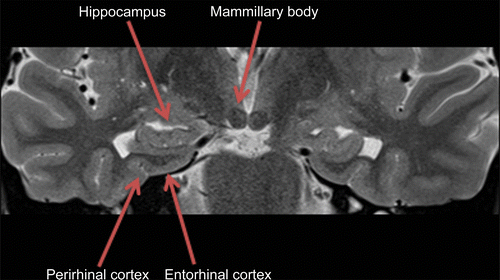 Hippocampus
Mammillary body
Perirhinal cortex
Entorhinal cortex